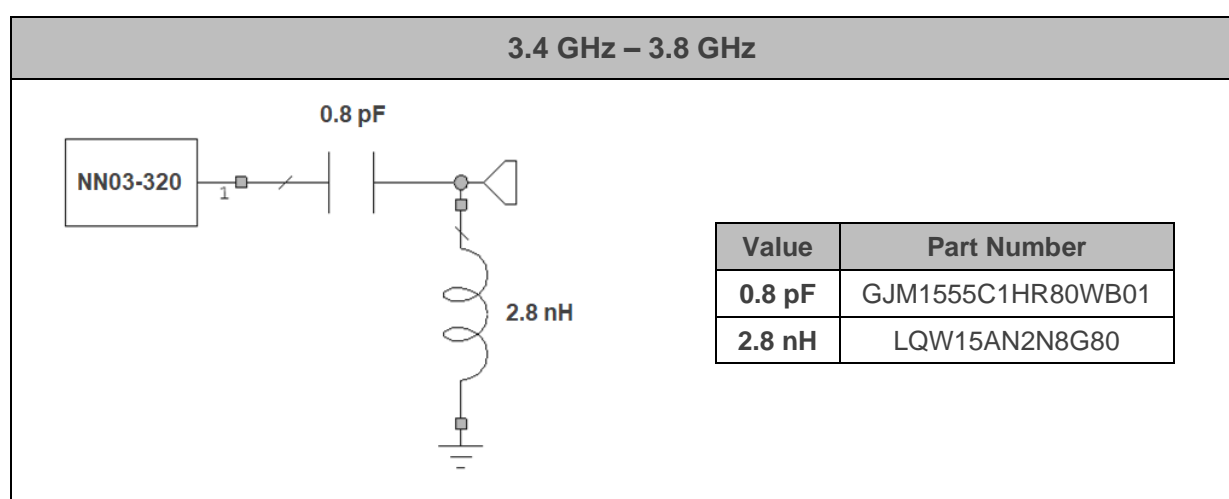 3.4 GHz – 3.8 GHz
0.8 pF
NN03-320
1
2.8 nH
Value Part Number
0.8 pF GJM1555C1HR80WB01
2.8 nH LQW15AN2N8G80